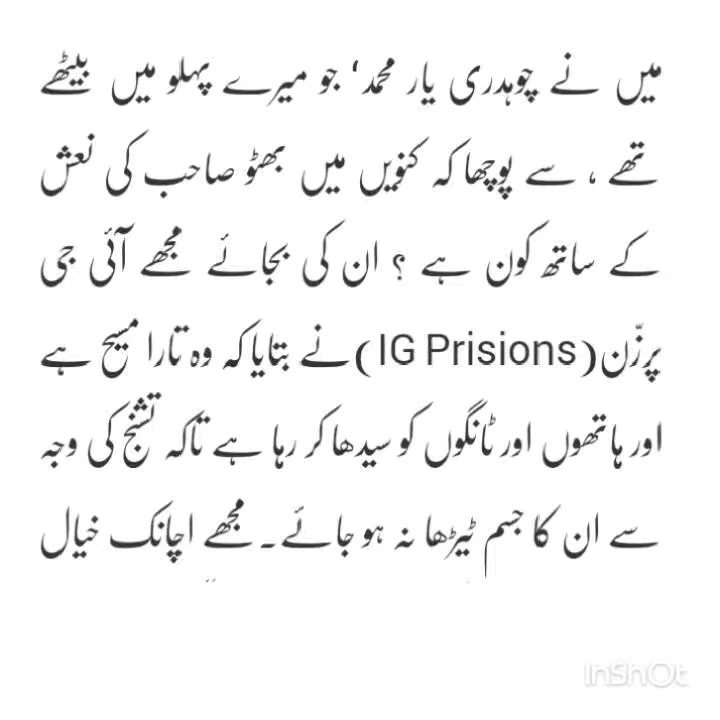 میں نے چوہدری یار محمد، جو میرے پہلو میں بیٹھے
تھے، سے پوچھا کہ کنویں میں بھٹو صاحب کی نعش
کے ساتھ کون ہے؟ ان کی بجائے مجھے آئی جی
پرزّن (IG Prisions) نے بتایا کہ وہ تارا مسیح ہے
اور ہاتھوں اور ٹانگوں کو سیدھا کر رہا ہے تاکہ تشنج کی وجہ
سے ان کا جسم ٹیڑھا نہ ہو جائے۔ مجھے اچانک خیال
InShOt